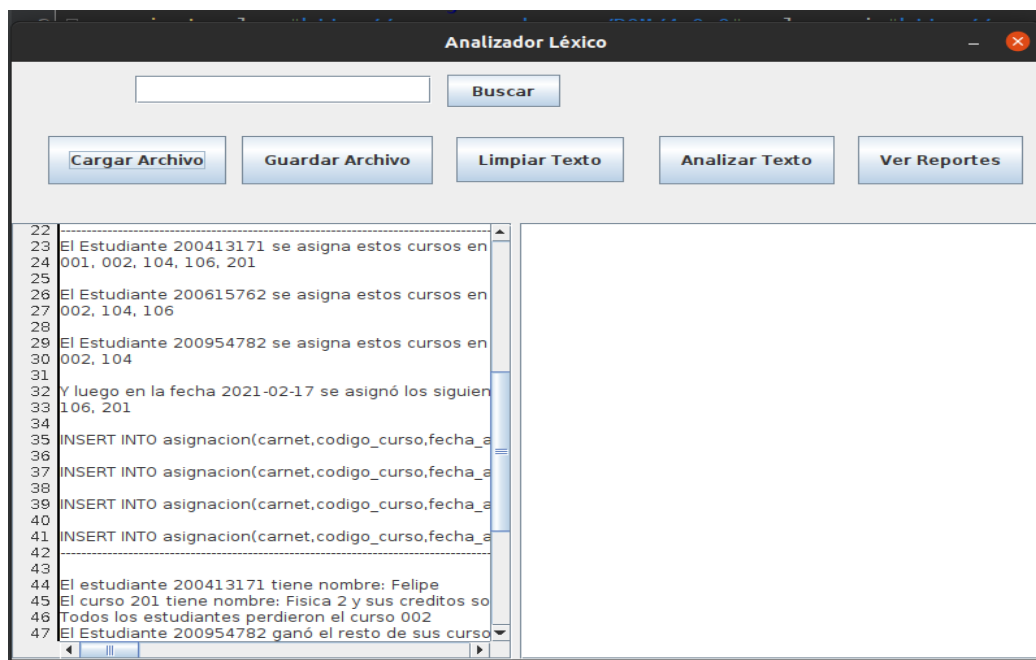 Analizador Léxico
Buscar
Cargar Archivo Guardar Archivo Limpiar Texto Analizar Texto Ver Reportes
22 ----------------------------------------------------------------------------------------
23 El Estudiante 200413171 se asigna estos cursos en
24 001, 002, 104, 106, 201
25
26 El Estudiante 200615762 se asigna estos cursos en
27 002, 104, 106
28
29 El Estudiante 200954782 se asigna estos cursos en
30 002, 104
31
32 Y luego en la fecha 2021-02-17 se asignó los siguien
33 106, 201
34
35 INSERT INTO asignacion(carnet,codigo_curso,fecha_a
36
37 INSERT INTO asignacion(carnet,codigo_curso,fecha_a
38
39 INSERT INTO asignacion(carnet,codigo_curso,fecha_a
40
41 INSERT INTO asignacion(carnet,codigo_curso,fecha_a
42 ----------------------------------------------------------------------------------------
43
44 El estudiante 200413171 tiene nombre: Felipe
45 El curso 201 tiene nombre: Fisica 2 y sus creditos so
46 Todos los estudiantes perdieron el curso 002
47 El Estudiante 200954782 ganó el resto de sus curso